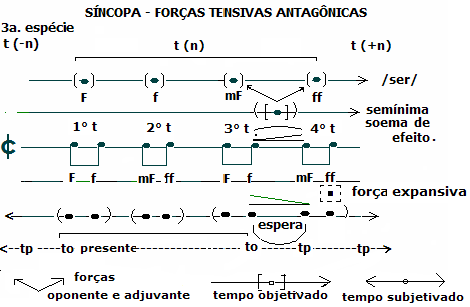 SÍNCOPA - FORÇAS TENSIVAS ANTAGÔNICAS
3a. espécie
t (-n) t (n) t (+n)
/ser/
F f mF ff
semínima
soema de
efeito.
1º t 2º t 3º t 4º t
¢
F f mF ff F f mF ff
força expansiva
espera
<--tp to presente to tp tp-->
forças
oponente e adjuvante
tempo objetivado
tempo subjetivado